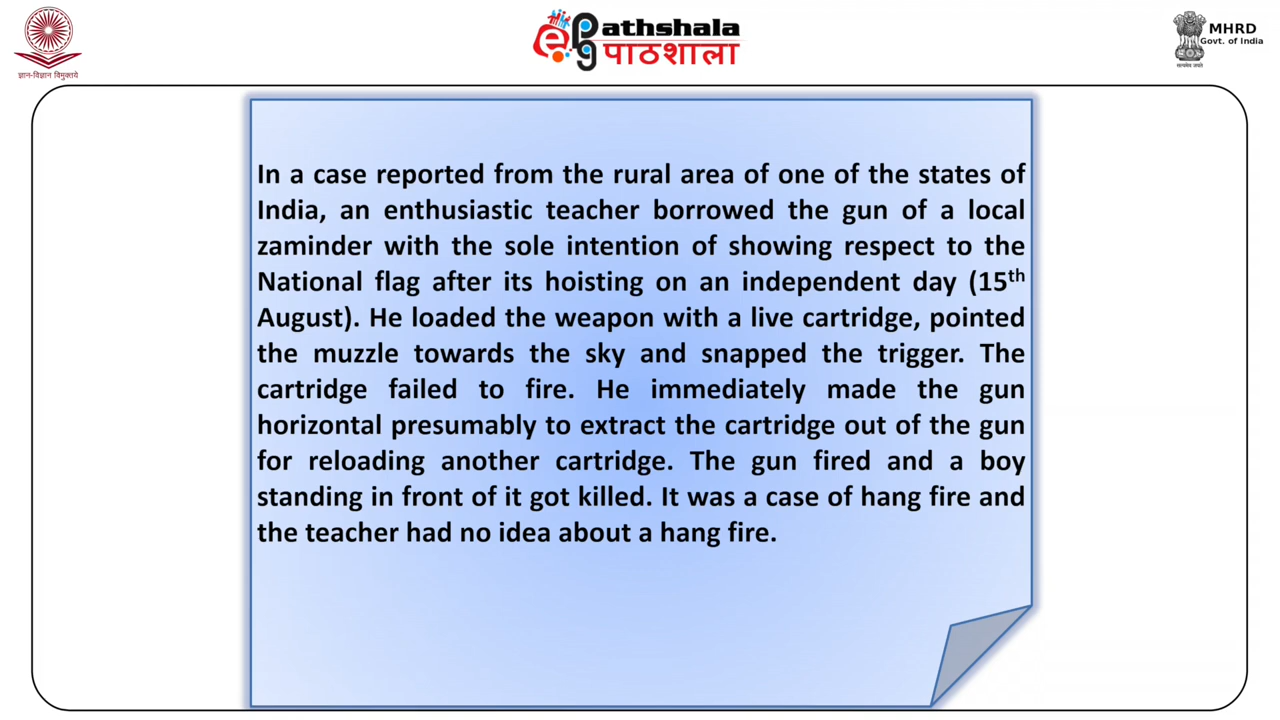 ज्ञान-विज्ञान विमुक्तये
ePG Pathshala
पाठशाला
MHRD
Govt. of India
सत्यमेव जयते
In a case reported from the rural area of one of the states of
India, an enthusiastic teacher borrowed the gun of a local
zaminder with the sole intention of showing respect to the
National flag after its hoisting on an independent day (15th
August). He loaded the weapon with a live cartridge, pointed
the muzzle towards the sky and snapped the trigger. The
cartridge failed to fire. He immediately made the gun
horizontal presumably to extract the cartridge out of the gun
for reloading another cartridge. The gun fired and a boy
standing in front of it got killed. It was a case of hang fire and
the teacher had no idea about a hang fire.